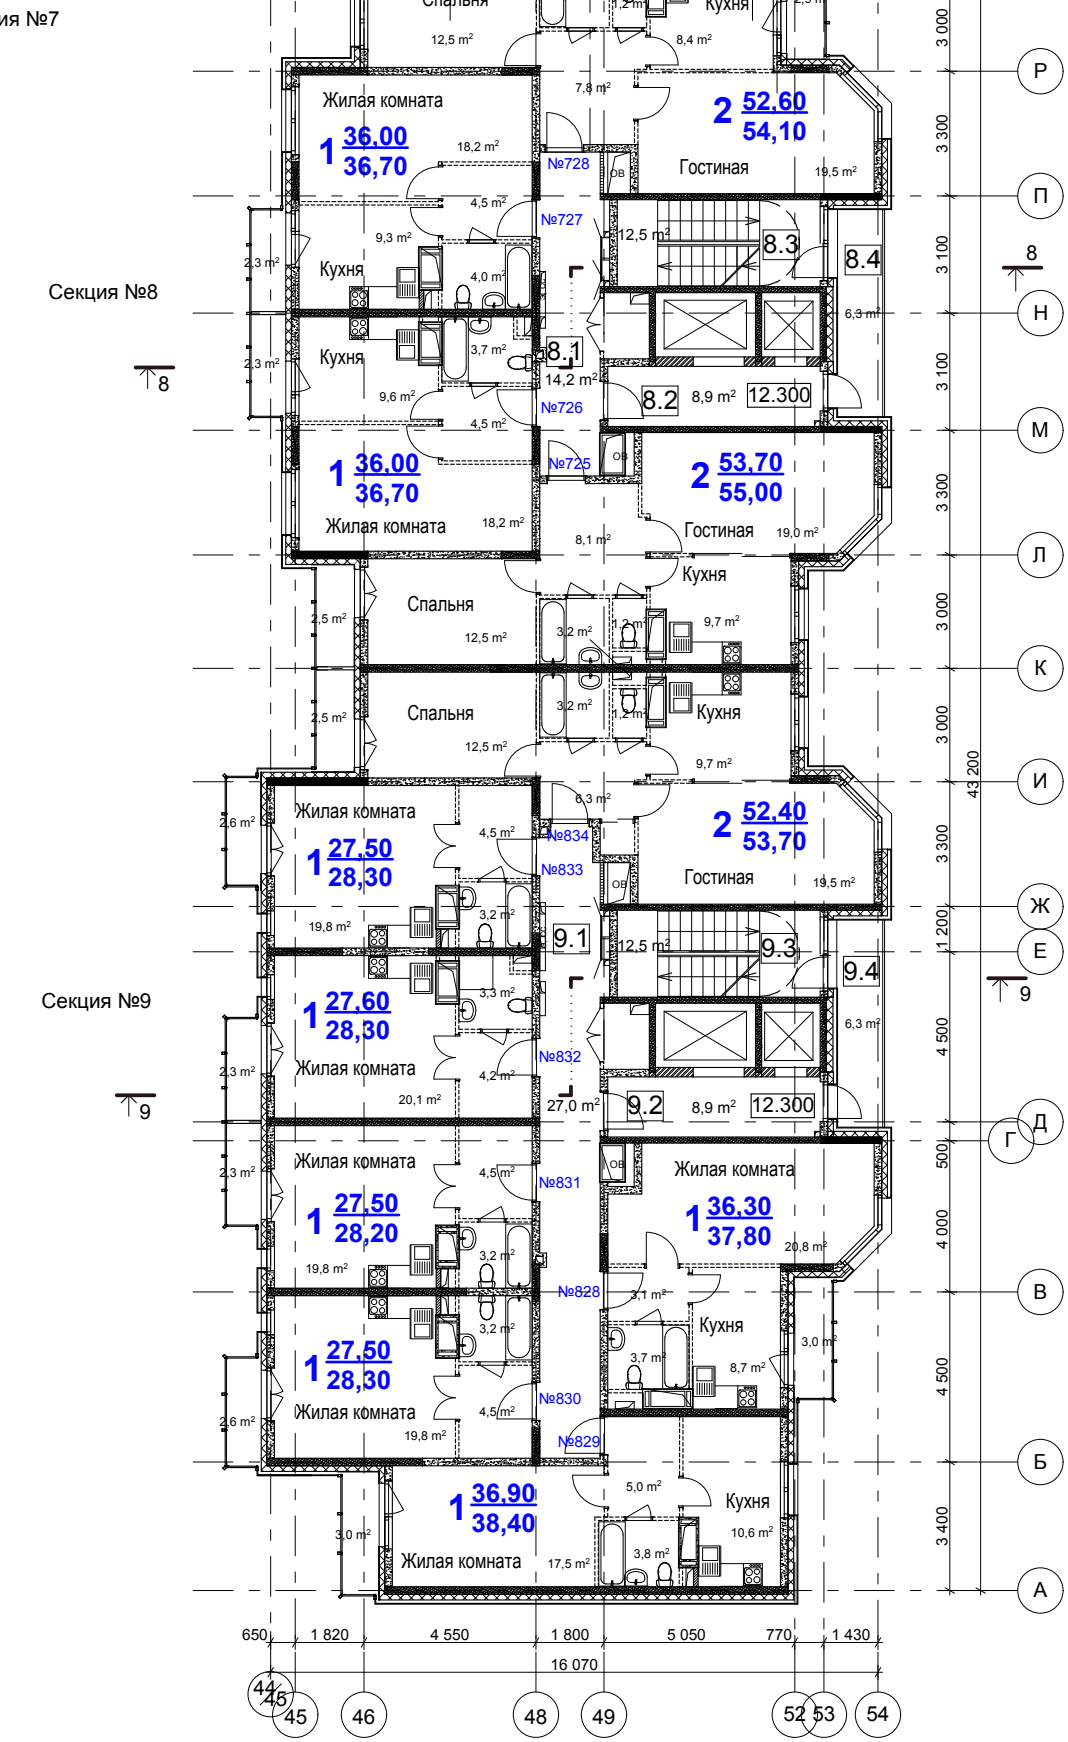 ия №7
Спальня
12,5 m²
1,2 m²
Кухня
8,4 m²
3 000
Р
Жилая комната
1 36,00
36,70
18,2 m²
7,8 m²
2 52,60
54,10
Гостиная
19,5 m²
3 300
№728
ОВ
П
4,5 m²
№727
9,3 m²
12,5 m²
8.3
8.4
3 100
8
2,3 m²
Кухня
4,0 m²
Секция №8
6,3 m²
Н
Кухня
3,7 m²
8.1
2,3 m²
14,2 m²
3 100
8
9,6 m²
4,5 m²
№726
8.2
8,9 m²
12.300
М
1 36,00
36,70
№725
ОВ
2 53,70
55,00
3 300
Жилая комната
18,2 m²
8,1 m²
Гостиная
19,0 m²
Л
Кухня
Спальня
2,5 m²
12,5 m²
3,2 m²
1,2 m²
9,7 m²
3 000
К
Спальня
2,5 m²
12,5 m²
3,2 m²
1,2 m²
Кухня
9,7 m²
3 000
43 200
И
Жилая комната
6,3 m²
2,6 m²
4,5 m²
№834
2 52,40
53,70
3 300
1 27,50
28,30
№833
Гостиная
19,5 m²
ОВ
Ж
19,8 m²
3,2 m²
9.1
12,5 m²
9.3
1 200
Е
9.4
Секция №9
1 27,60
28,30
3,3 m²
9
6,3 m²
4 500
Жилая комната
2,3 m²
4,2 m²
№832
20,1 m²
27,0 m²
9.2
8,9 m²
12.300
9
Д
Г
500
Жилая комната
2,3 m²
4,5 m²
№831
ОВ
Жилая комната
1 27,50
28,20
1 36,30
37,80
4 000
19,8 m²
3,2 m²
20,8 m²
№828
3,1 m²
В
1 27,50
28,30
3,2 m²
3,7 m²
Кухня
8,7 m²
3,0 m²
4 500
Жилая комната
2,6 m²
19,8 m²
4,5 m²
№830
№829
Б
1 36,90
38,40
5,0 m²
Кухня
3,0 m²
10,6 m²
3 400
Жилая комната
17,5 m²
3,8 m²
А
650
1 820
4 550
1 800
5 050
770
1 430
16 070
44
45
45
46
48
49
52
53
54